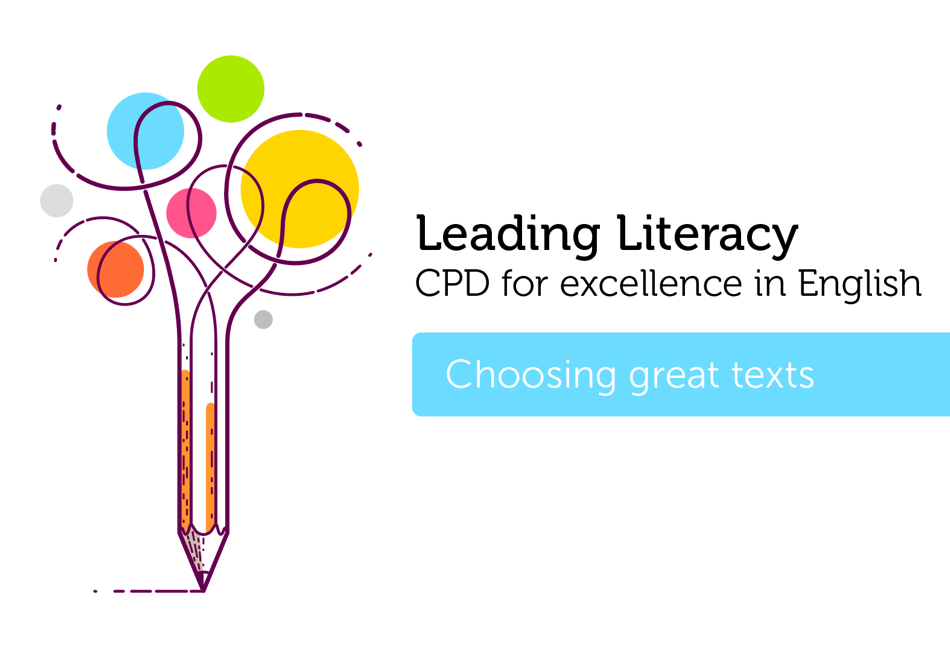 Leading Literacy
CPD for excellence in English
Choosing great texts